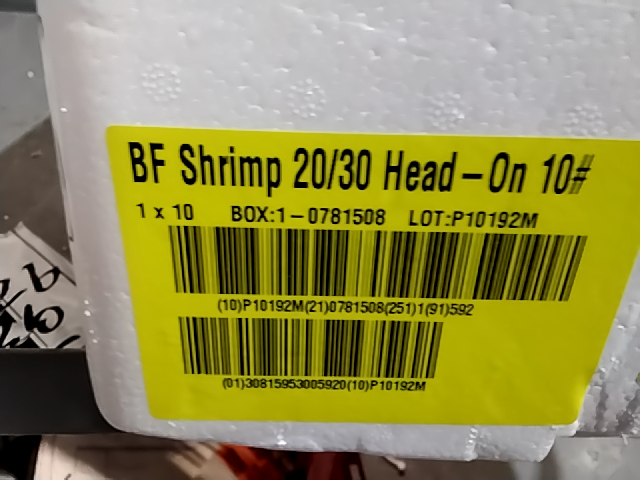 BF Shrimp 20/30 Head-On 10#
1 x 10 BOX:1-0781508 LOT:P10192M
(10)P10192M(21)0781508(251)1(91)592
(01)30815953005920(10)P10192M